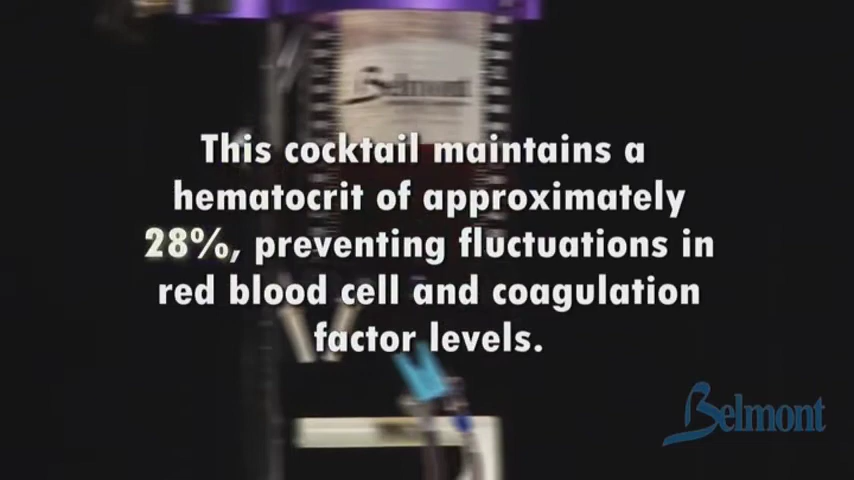 Belmont
This cocktail maintains a
hematocrit of approximately
28%, preventing fluctuations in
red blood cell and coagulation
factor levels.
Belmont